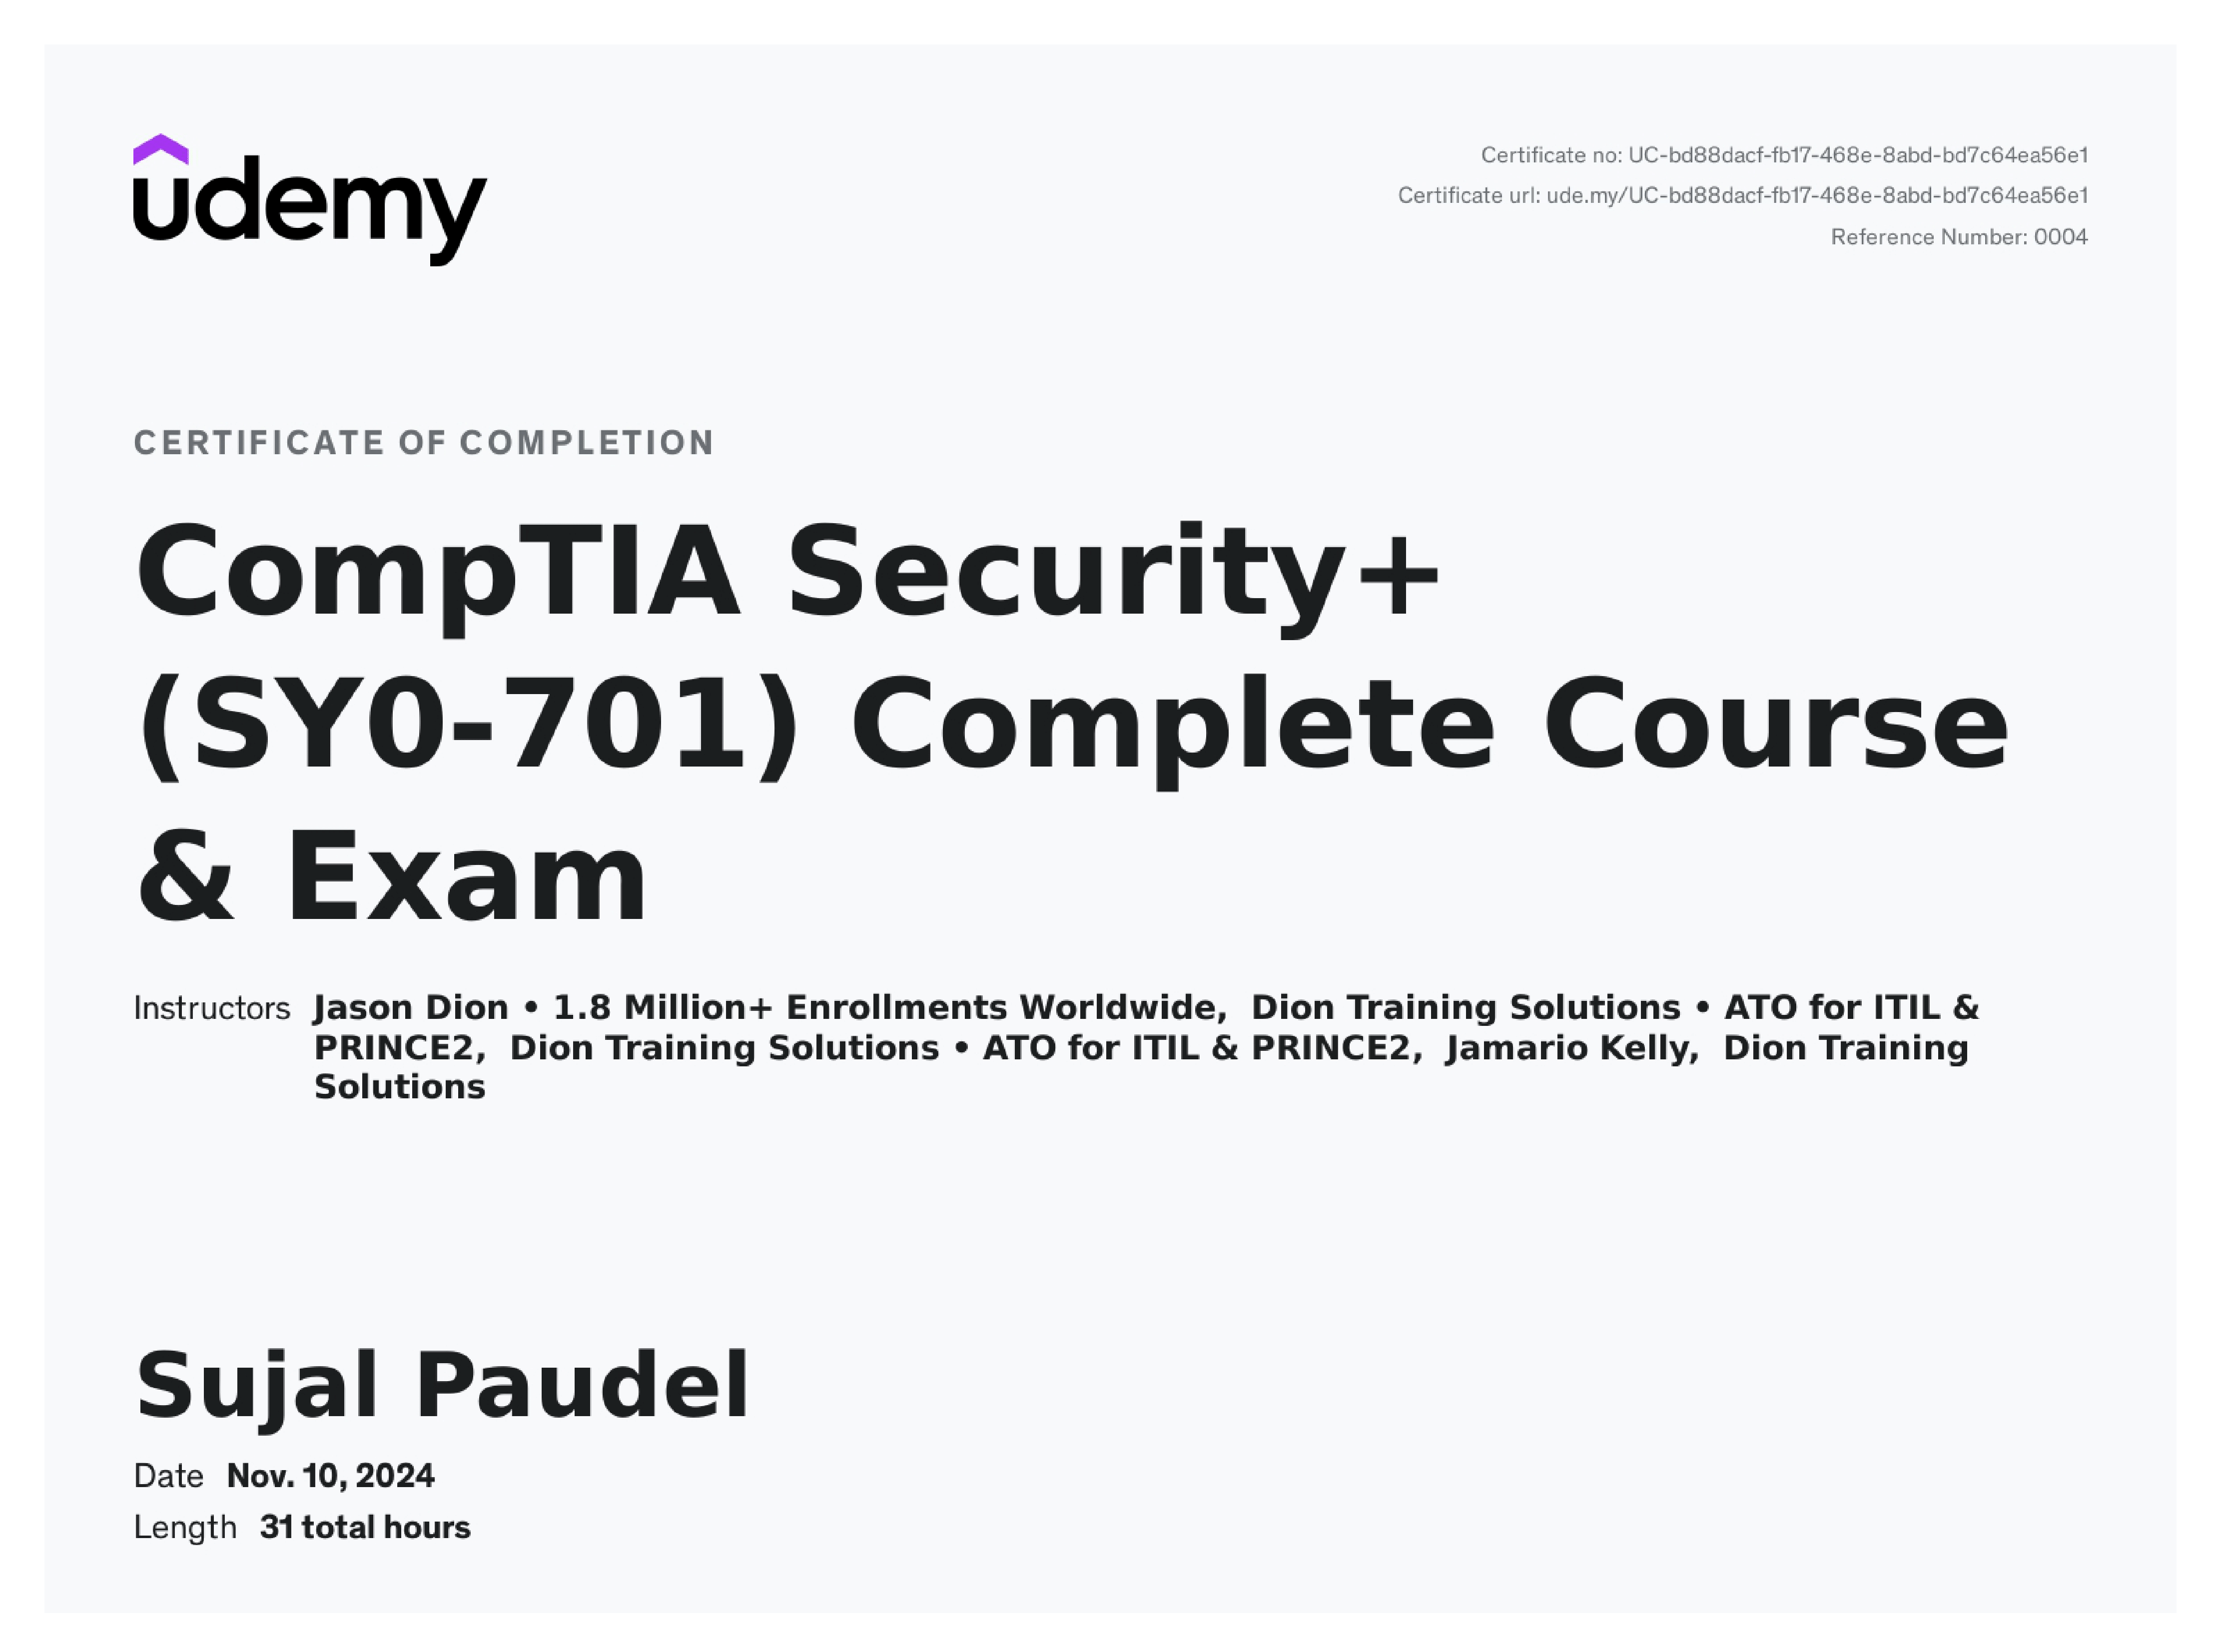 udemy
Certificate no: UC-bd88dacf-fb17-468e-8abd-bd7c64ea56e1
Certificate url: ude.my/UC-bd88dacf-fb17-468e-8abd-bd7c64ea56e1
Reference Number: 0004
CERTIFICATE OF COMPLETION
CompTIA Security+
(SY0-701) Complete Course
& Exam
Instructors Jason Dion • 1.8 Million+ Enrollments Worldwide, Dion Training Solutions • ATO for ITIL &
PRINCE2, Dion Training Solutions • ATO for ITIL & PRINCE2, Jamario Kelly, Dion Training
Solutions
Sujal Paudel
Date Nov. 10, 2024
Length 31 total hours